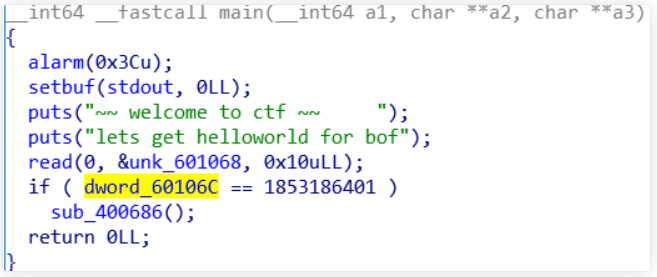 __int64 __fastcall main(__int64 a1, char **a2, char **a3)
{
  alarm(0x3Cu);
  setbuf(stdout, 0LL);
  puts("~~ welcome to ctf ~~     ");
  puts("lets get helloworld for bof");
  read(0, &unk_601068, 0x10uLL);
  if ( dword_60106C == 1853186401 )
    sub_400686();
  return 0LL;
}